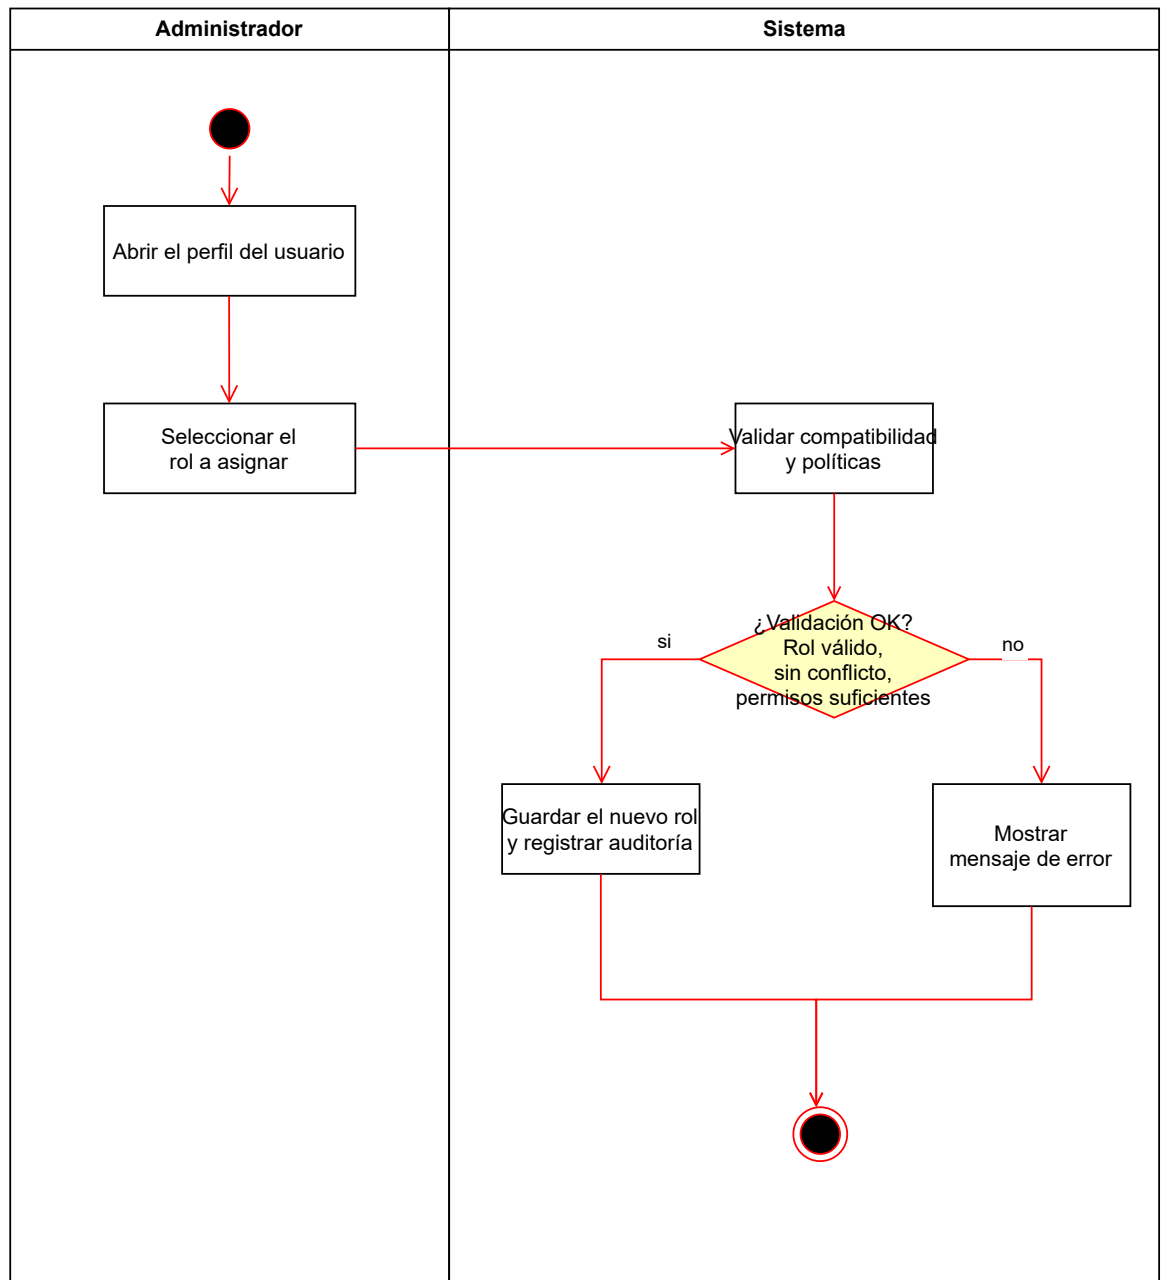 Administrador
Sistema
Abrir el perfil del usuario
Seleccionar el
rol a asignar
Validar compatibilidad
y políticas
¿Validación OK?
Rol válido,
sin conflicto,
permisos suficientes
si
no
Guardar el nuevo rol
y registrar auditoría
Mostrar
mensaje de error